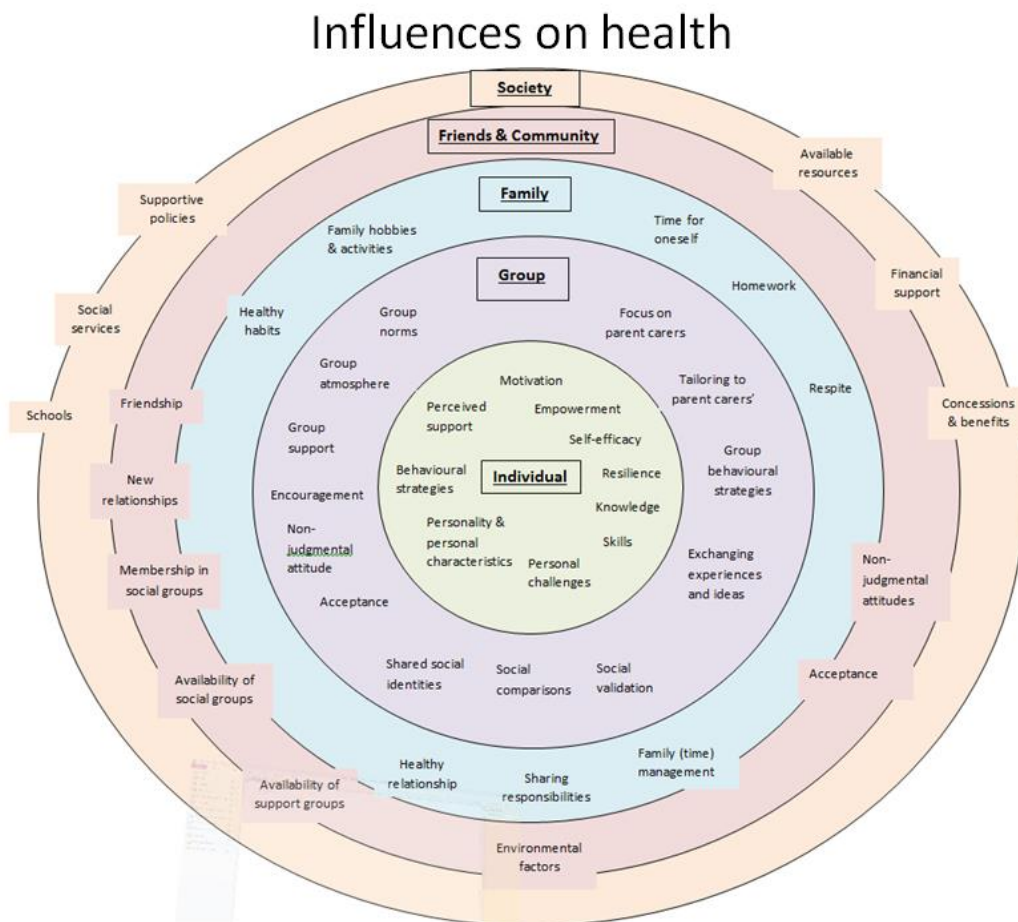 Influences on health
Society
Friends & Community
Available
resources
Family
Supportive
policies
Time for
oneself
Family hobbies
& activities
Group
Financial
support
Homework
Social
services
Healthy
habits
Group
norms
Focus on
parent carers
Group
atmosphere
Motivation
Tailoring to
parent carers’
Respite
Schools
Friendship
Perceived
support
Empowerment
Concessions
& benefits
Group
support
Self-efficacy
Group
behavioural
strategies
New
relationships
Behavioural
strategies
Individual
Resilience
Encouragement
Knowledge
Non-
judgmental
attitude
Personality &
personal
characteristics
Skills
Membership in
social groups
Personal
challenges
Exchanging
experiences
and ideas
Non-
judgmental
attitudes
Acceptance
Shared social
identities
Social
comparisons
Social
validation
Acceptance
Availability of
social groups
Healthy
relationship
Sharing
responsibilities
Family (time)
management
Availability of
support groups
Environmental
factors